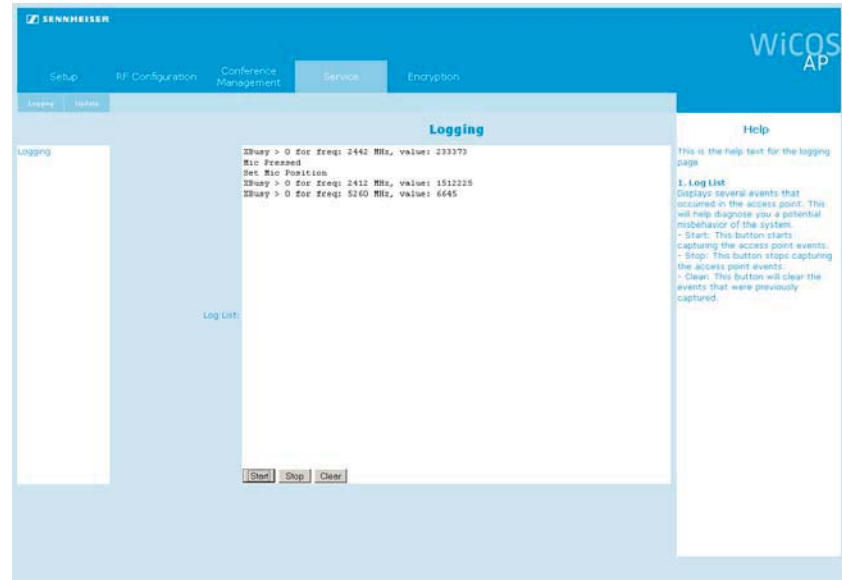 SENNHEISER
WiCOS
AP
Setup
RF Configuration
Conference
Management
Service
Encryption
Logging
Update
Logging
Help
Logging
XBusy > 0 for freq: 2442 MHz, value: 233373
Mic Pressed
Set Mic Position
XBusy > 0 for freq: 2412 MHz, value: 1512225
XBusy > 0 for freq: 5260 MHz, value: 6645
Log List:
Start
Stop
Clear
This is the help text for the logging
page
1. Log List
Displays several events that
occurred in the access point. This
will help diagnose you a potential
misbehavior of the system.
- Start: This button starts
capturing the access point events.
- Stop: This button stops capturing
the access point events.
- Clear: This button will clear the
events that were previously
captured.